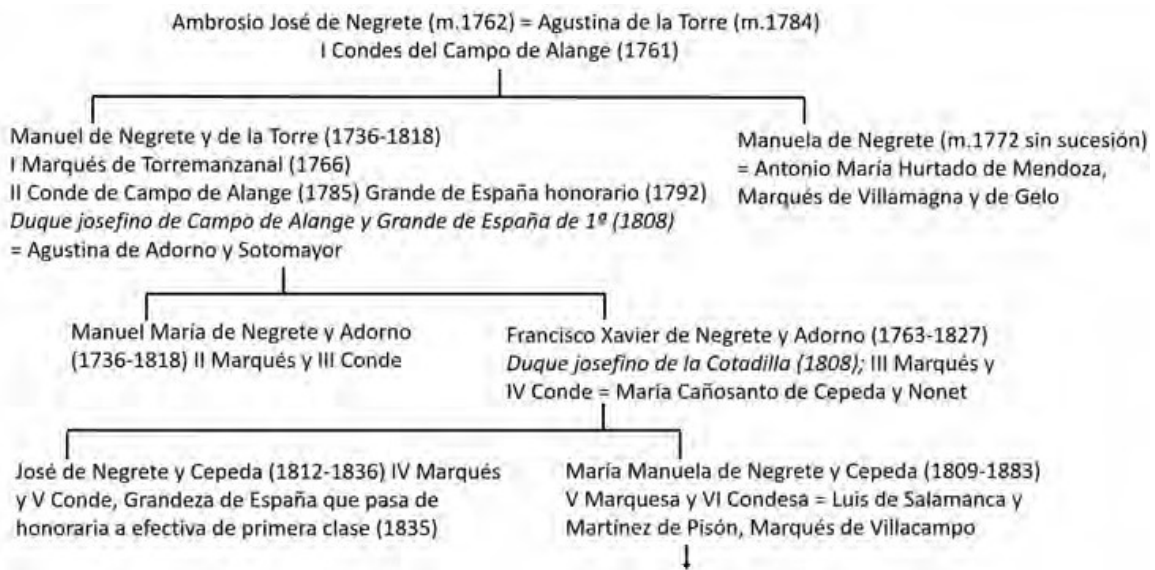 Ambrosio José de Negrete (m.1762) = Agustina de la Torre (m.1784)
I Condes del Campo de Alange (1761)
Manuel de Negrete y de la Torre (1736-1818)
I Marqués de Torremanzanal (1766)
II Conde de Campo de Alange (1785) Grande de España honorario (1792)
Duque josefino de Campo de Alange y Grande de España de 1ª (1808)
= Agustina de Adorno y Sotomayor
Manuela de Negrete (m.1772 sin sucesión)
= Antonio María Hurtado de Mendoza,
Marqués de Villamagna y de Gelo
Manuel María de Negrete y Adorno
(1736-1818) II Marqués y III Conde
Francisco Xavier de Negrete y Adorno (1763-1827)
Duque josefino de la Cotadilla (1808); III Marqués y
IV Conde = María Cañosanto de Cepeda y Nonet
José de Negrete y Cepeda (1812-1836) IV Marqués
y V Conde, Grandeza de España que pasa de
honoraria a efectiva de primera clase (1835)
María Manuela de Negrete y Cepeda (1809-1883)
V Marquesa y VI Condesa = Luis de Salamanca y
Martínez de Pisón, Marqués de Villacampo